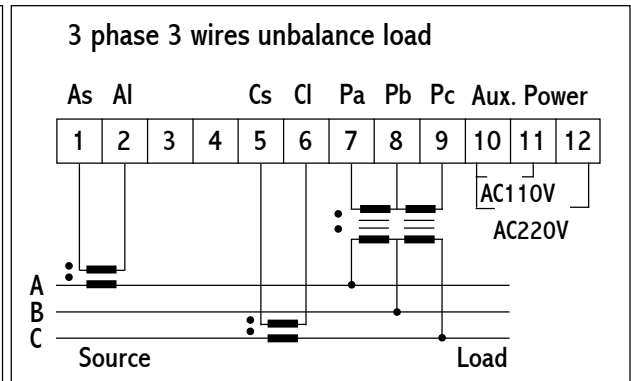 3 phase 3 wires unbalance load
As Al Cs Cl Pa Pb Pc Aux. Power
1 2 3 4 5 6 7 8 9 10 11 12
AC110V
AC220V
A
B
C
Source Load